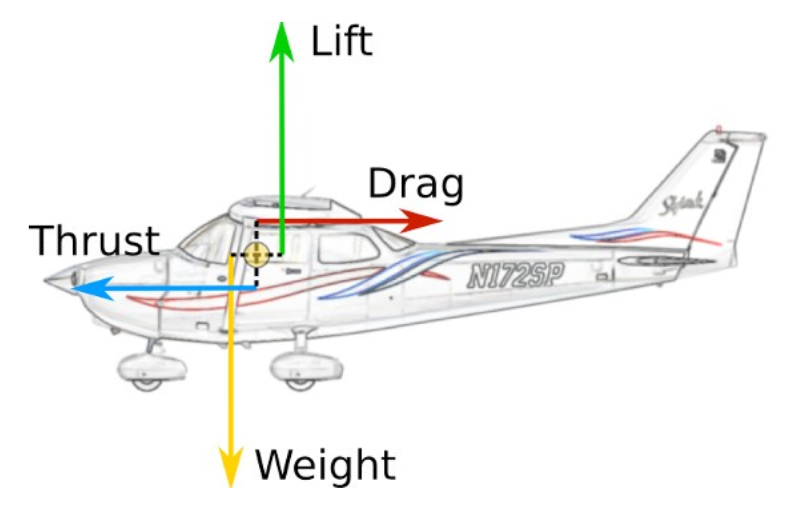 Lift
Drag
Thrust
N172SP
Weight